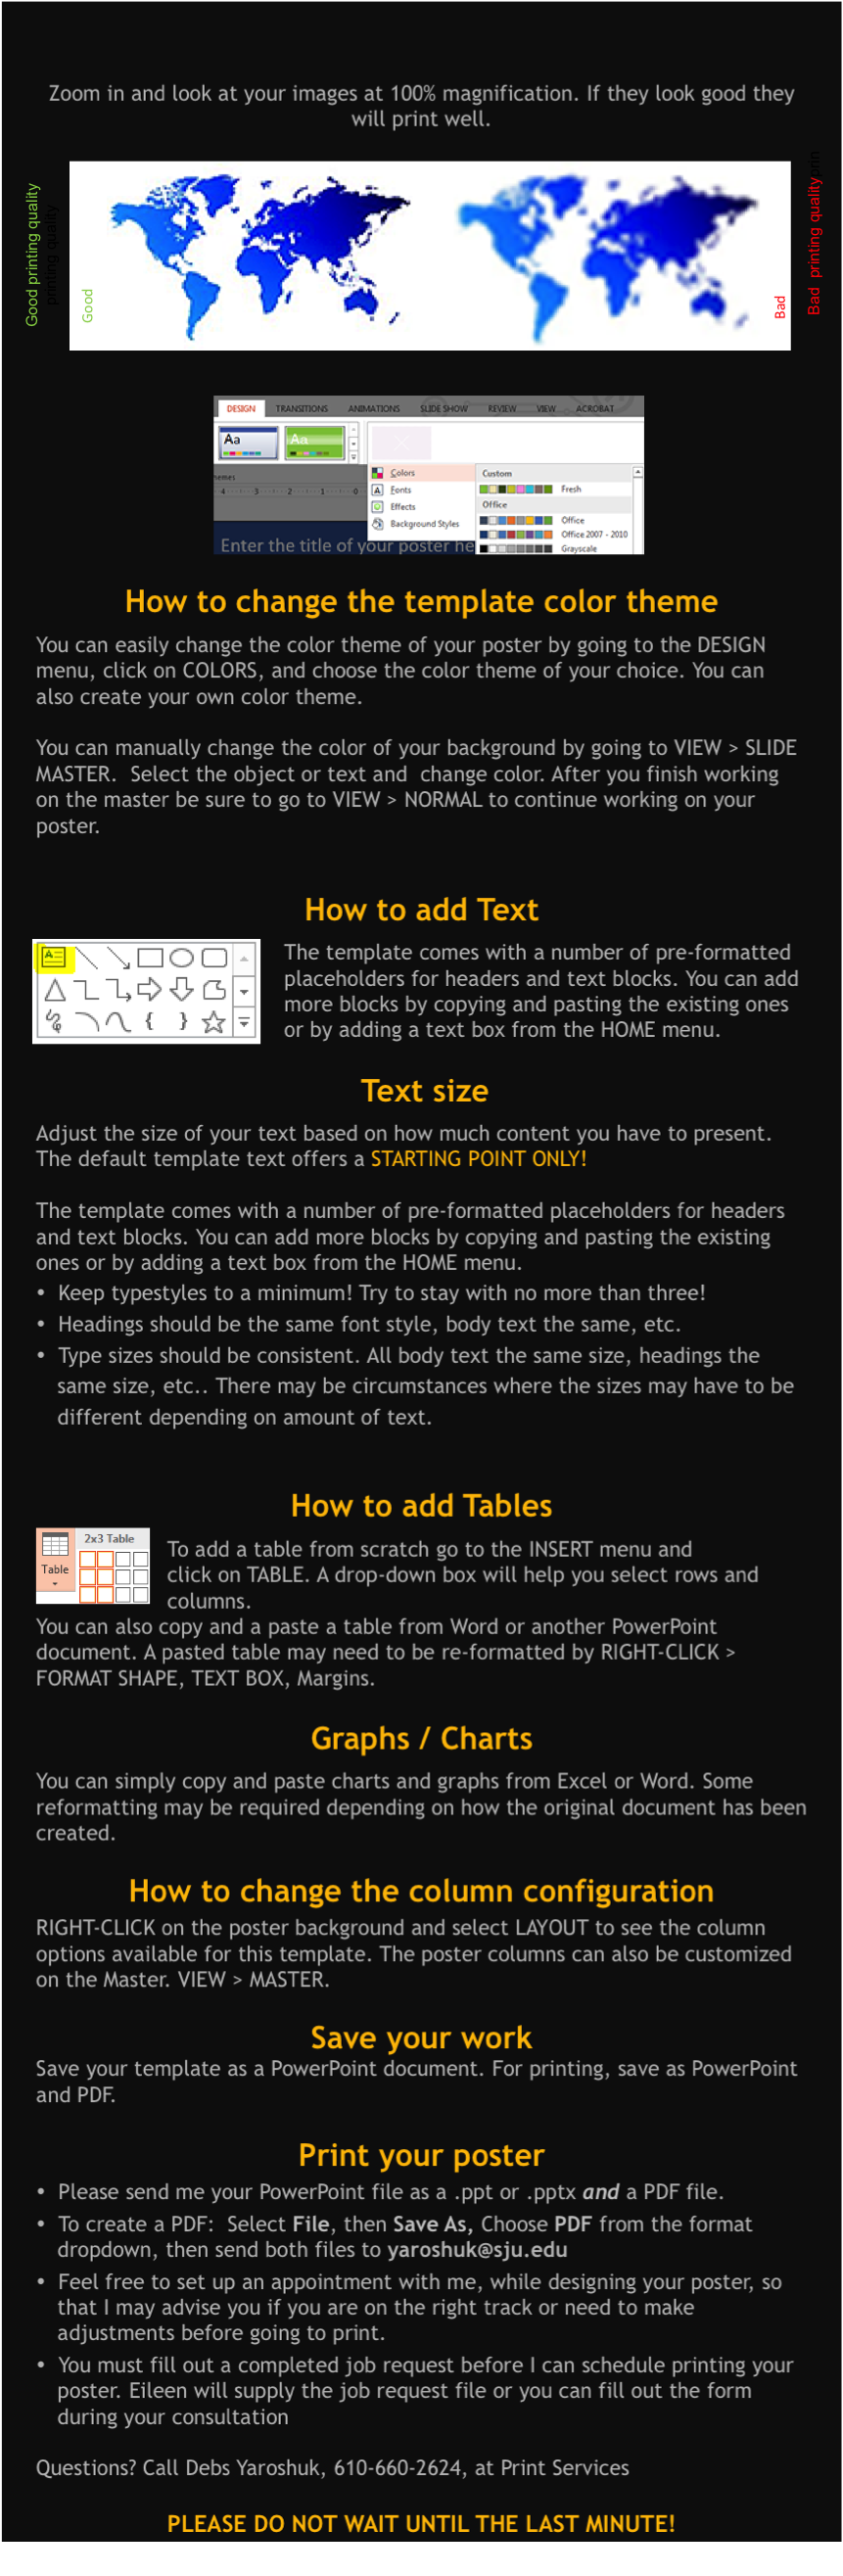 Zoom in and look at your images at 100% magnification. If they look good they
will print well.
Good printing quality
printing quality
Good
Bad
Bad  printing quality
DESIGN TRANSITIONS ANIMATIONS SLIDE SHOW REVIEW VIEW ACROBAT
Aa Aa
Colors
Fonts
Effects
Background Styles
Custom
Fresh
Office
Office
Office 2007 - 2010
Grayscale
hemes
4 3 2 1 0
Enter the title of your poster he
How to change the template color theme
You can easily change the color theme of your poster by going to the DESIGN
menu, click on COLORS, and choose the color theme of your choice. You can
also create your own color theme.
You can manually change the color of your background by going to VIEW > SLIDE
MASTER.  Select the object or text and  change color. After you finish working
on the master be sure to go to VIEW > NORMAL to continue working on your
poster.
How to add Text
A
The template comes with a number of pre-formatted
placeholders for headers and text blocks. You can add
more blocks by copying and pasting the existing ones
or by adding a text box from the HOME menu.
Text size
Adjust the size of your text based on how much content you have to present.
The default template text offers a STARTING POINT ONLY!
The template comes with a number of pre-formatted placeholders for headers
and text blocks. You can add more blocks by copying and pasting the existing
ones or by adding a text box from the HOME menu.
• Keep typestyles to a minimum! Try to stay with no more than three!
• Headings should be the same font style, body text the same, etc.
• Type sizes should be consistent. All body text the same size, headings the
same size, etc.. There may be circumstances where the sizes may have to be
different depending on amount of text.
How to add Tables
Table
2x3 Table
To add a table from scratch go to the INSERT menu and
click on TABLE. A drop-down box will help you select rows and
columns.
You can also copy and a paste a table from Word or another PowerPoint
document. A pasted table may need to be re-formatted by RIGHT-CLICK >
FORMAT SHAPE, TEXT BOX, Margins.
Graphs / Charts
You can simply copy and paste charts and graphs from Excel or Word. Some
reformatting may be required depending on how the original document has been
created.
How to change the column configuration
RIGHT-CLICK on the poster background and select LAYOUT to see the column
options available for this template. The poster columns can also be customized
on the Master. VIEW > MASTER.
Save your work
Save your template as a PowerPoint document. For printing, save as PowerPoint
and PDF.
Print your poster
• Please send me your PowerPoint file as a .ppt or .pptx and a PDF file.
• To create a PDF:  Select File, then Save As, Choose PDF from the format
dropdown, then send both files to yaroshuk@sju.edu
• Feel free to set up an appointment with me, while designing your poster, so
that I may advise you if you are on the right track or need to make
adjustments before going to print.
• You must fill out a completed job request before I can schedule printing your
poster. Eileen will supply the job request file or you can fill out the form
during your consultation
Questions? Call Debs Yaroshuk, 610-660-2624, at Print Services
PLEASE DO NOT WAIT UNTIL THE LAST MINUTE!